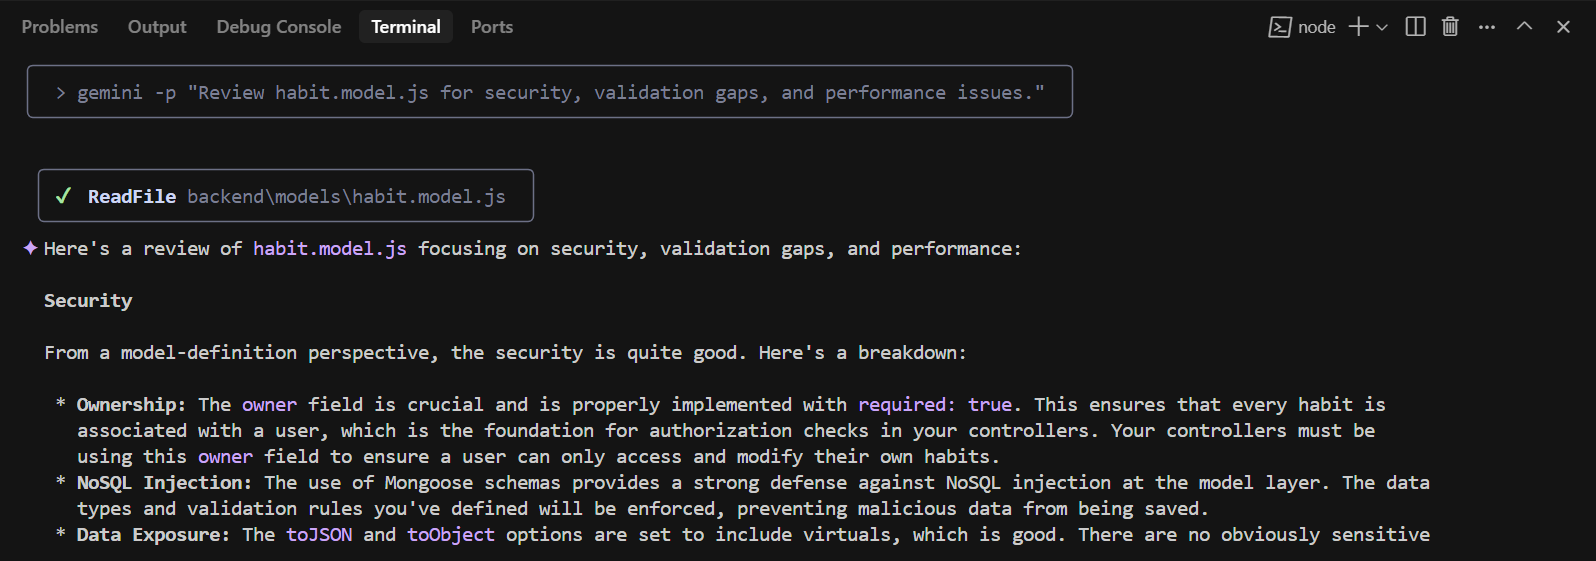 Problems Output Debug Console Terminal Ports node
> gemini -p "Review habit.model.js for security, validation gaps, and performance issues."
✓ ReadFile backend\models\habit.model.js
✦ Here's a review of habit.model.js focusing on security, validation gaps, and performance:
Security
From a model-definition perspective, the security is quite good. Here's a breakdown:
* Ownership: The owner field is crucial and is properly implemented with required: true. This ensures that every habit is
associated with a user, which is the foundation for authorization checks in your controllers. Your controllers must be
using this owner field to ensure a user can only access and modify their own habits.
* NoSQL Injection: The use of Mongoose schemas provides a strong defense against NoSQL injection at the model layer. The data
types and validation rules you've defined will be enforced, preventing malicious data from being saved.
* Data Exposure: The toJSON and toObject options are set to include virtuals, which is good. There are no obviously sensitive